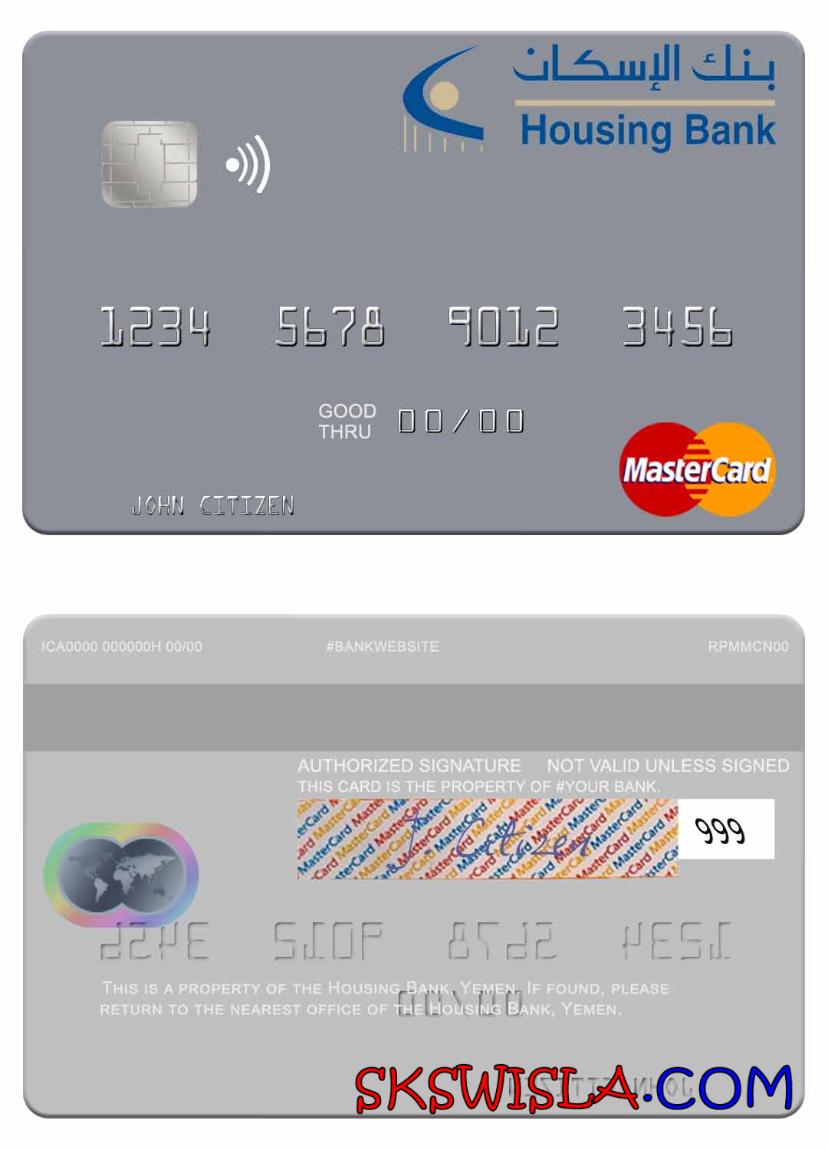 بنك الإسكان
Housing Bank
1234 5678 9012 3456
GOOD THRU 00/00
MasterCard
JOHN CITIZEN
ICA0000 000000H 00/00 #BANKWEBSITE RPMMCN00
AUTHORIZED SIGNATURE NOT VALID UNLESS SIGNED
THIS CARD IS THE PROPERTY OF #YOUR BANK.
J Citizen
999
THIS IS A PROPERTY OF THE HOUSING BANK, YEMEN. IF FOUND, PLEASE
RETURN TO THE NEAREST OFFICE OF THE HOUSING BANK, YEMEN.
SKSWISLA.COM